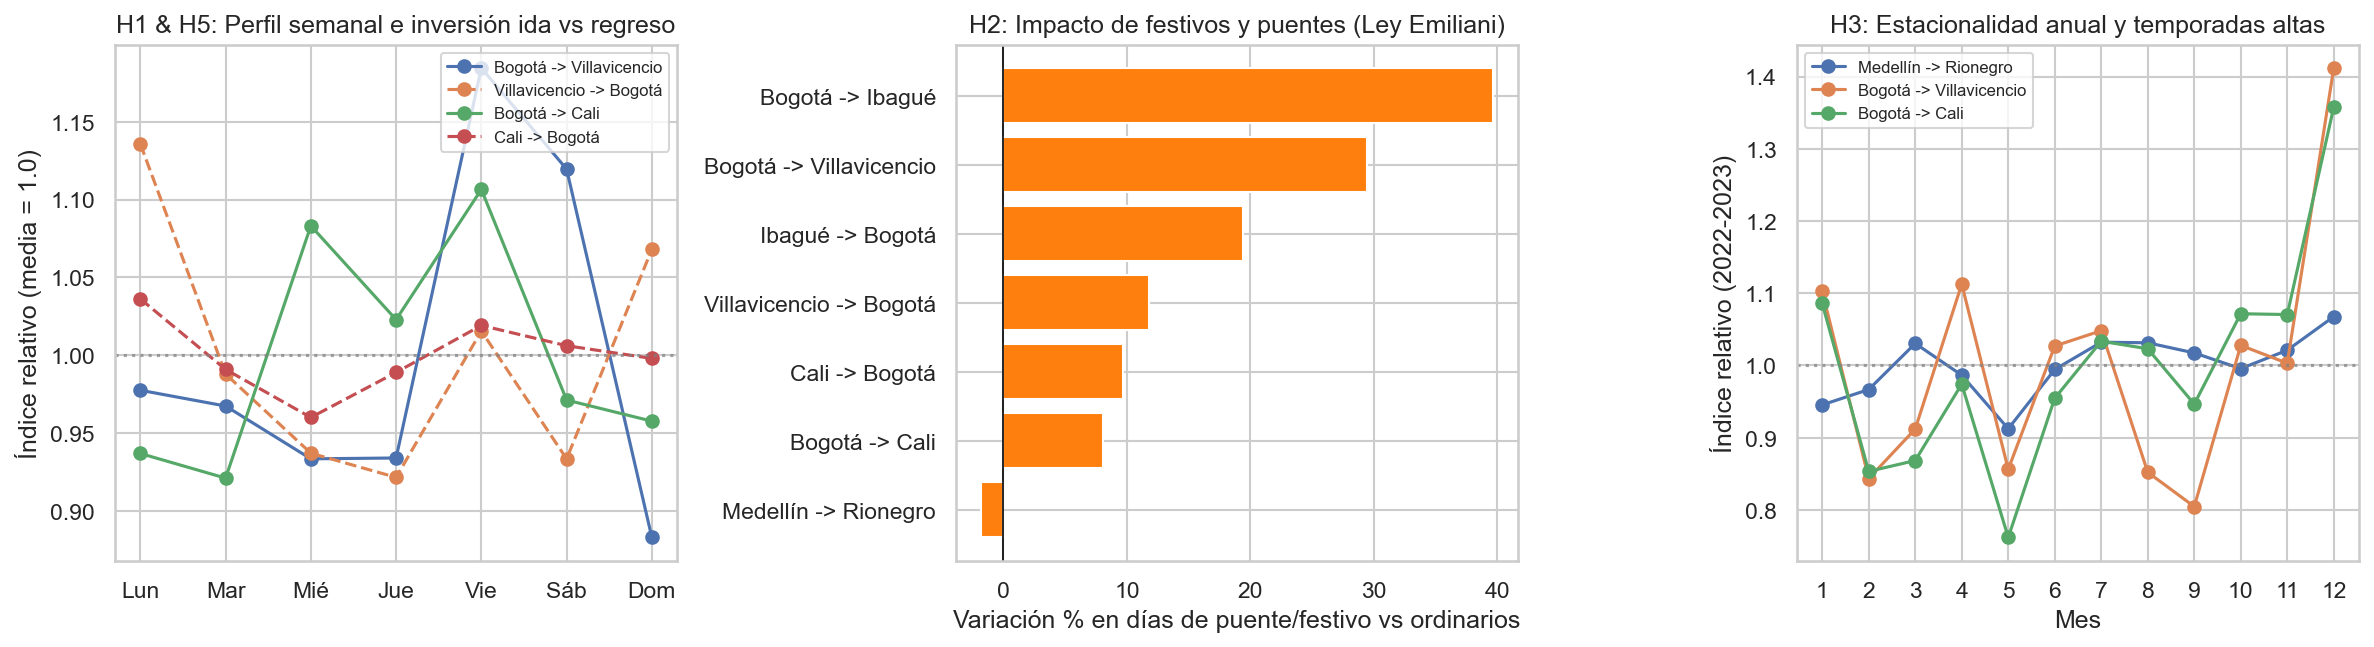 H1 & H5: Perfil semanal e inversión ida vs regreso
Índice relativo (media = 1.0)
1.15
1.10
1.05
1.00
0.95
0.90
Bogotá -> Villavicencio
Villavicencio -> Bogotá
Bogotá -> Cali
Cali -> Bogotá
Lun Mar Mié Jue Vie Sáb Dom
H2: Impacto de festivos y puentes (Ley Emiliani)
Bogotá -> Ibagué
Bogotá -> Villavicencio
Ibagué -> Bogotá
Villavicencio -> Bogotá
Cali -> Bogotá
Bogotá -> Cali
Medellín -> Rionegro
0 10 20 30 40
Variación % en días de puente/festivo vs ordinarios
H3: Estacionalidad anual y temporadas altas
Índice relativo (2022-2023)
1.4
1.3
1.2
1.1
1.0
0.9
0.8
Medellín -> Rionegro
Bogotá -> Villavicencio
Bogotá -> Cali
1 2 3 4 5 6 7 8 9 10 11 12
Mes